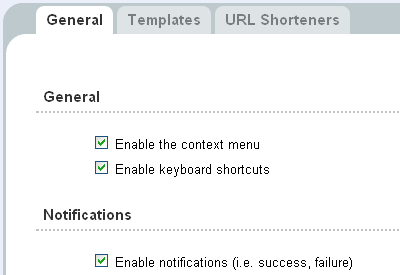 General Templates URL Shorteners
General
Enable the context menu
Enable keyboard shortcuts
Notifications
Enable notifications (i.e. success, failure)